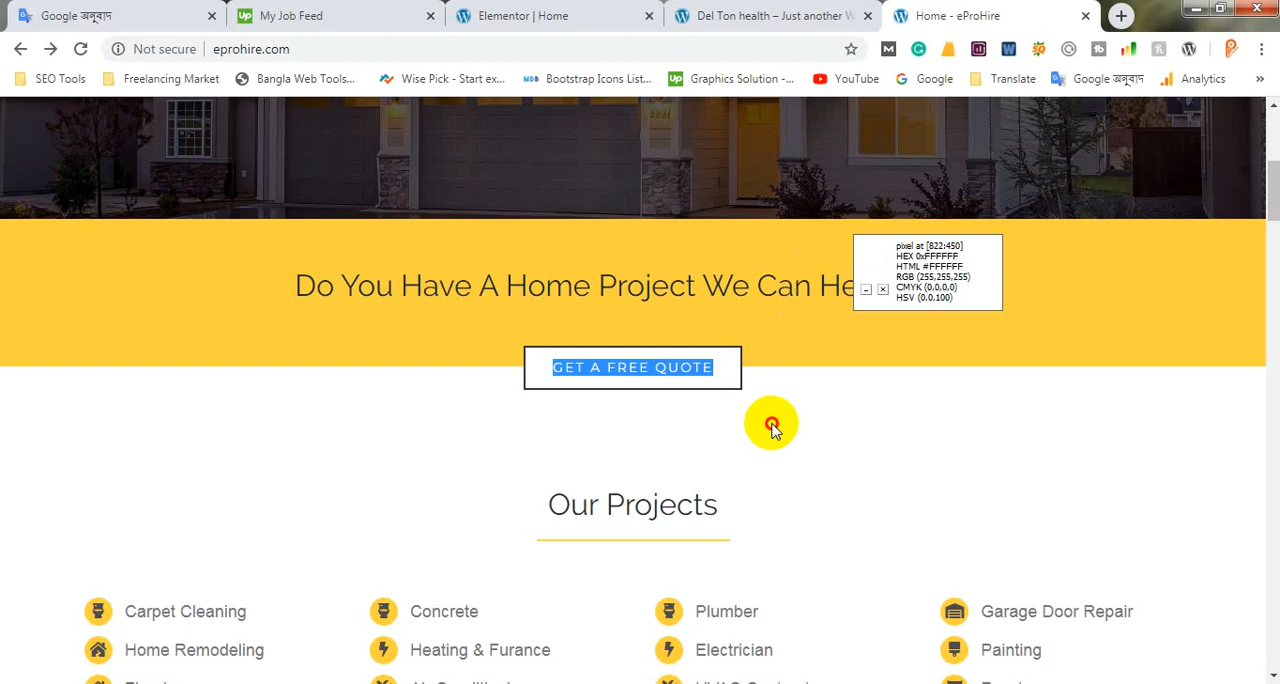 Google অনুবাদ
My Job Feed
Elementor | Home
Del Ton health – Just another W
Home - eProHire
Not secure
eprohire.com
SEO Tools
Freelancing Market
Bangla Web Tools...
Wise Pick - Start ex...
Bootstrap Icons List...
Graphics Solution -...
YouTube
Google
Translate
Google অনুবাদ
Analytics
»
Do You Have A Home Project We Can He
pixel at [822:450]
HEX 0xFFFFFF
HTML #FFFFFF
RGB (255,255,255)
CMYK (0,0,0,0)
HSV (0,0,100)
GET A FREE QUOTE
Our Projects
Carpet Cleaning
Concrete
Plumber
Garage Door Repair
Home Remodeling
Heating & Furance
Electrician
Painting